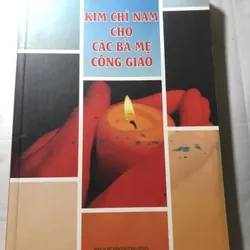 KIM CHỈ NAM
CHO
CÁC BÀ MẸ
CÔNG GIÁO